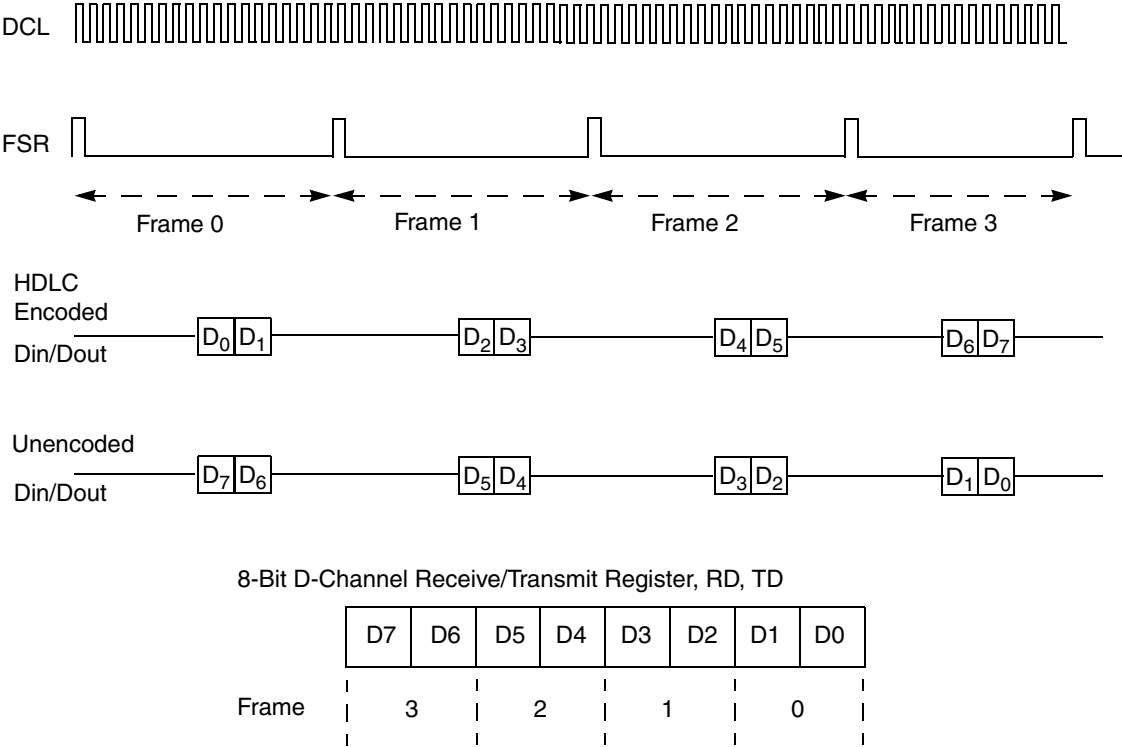 DCL
FSR
Frame 0 Frame 1 Frame 2 Frame 3
HDLC
Encoded
Din/Dout
D0 D1 D2 D3 D4 D5 D6 D7
Unencoded
Din/Dout
D7 D6 D5 D4 D3 D2 D1 D0
8-Bit D-Channel Receive/Transmit Register, RD, TD
D7 D6 D5 D4 D3 D2 D1 D0
Frame 3 2 1 0